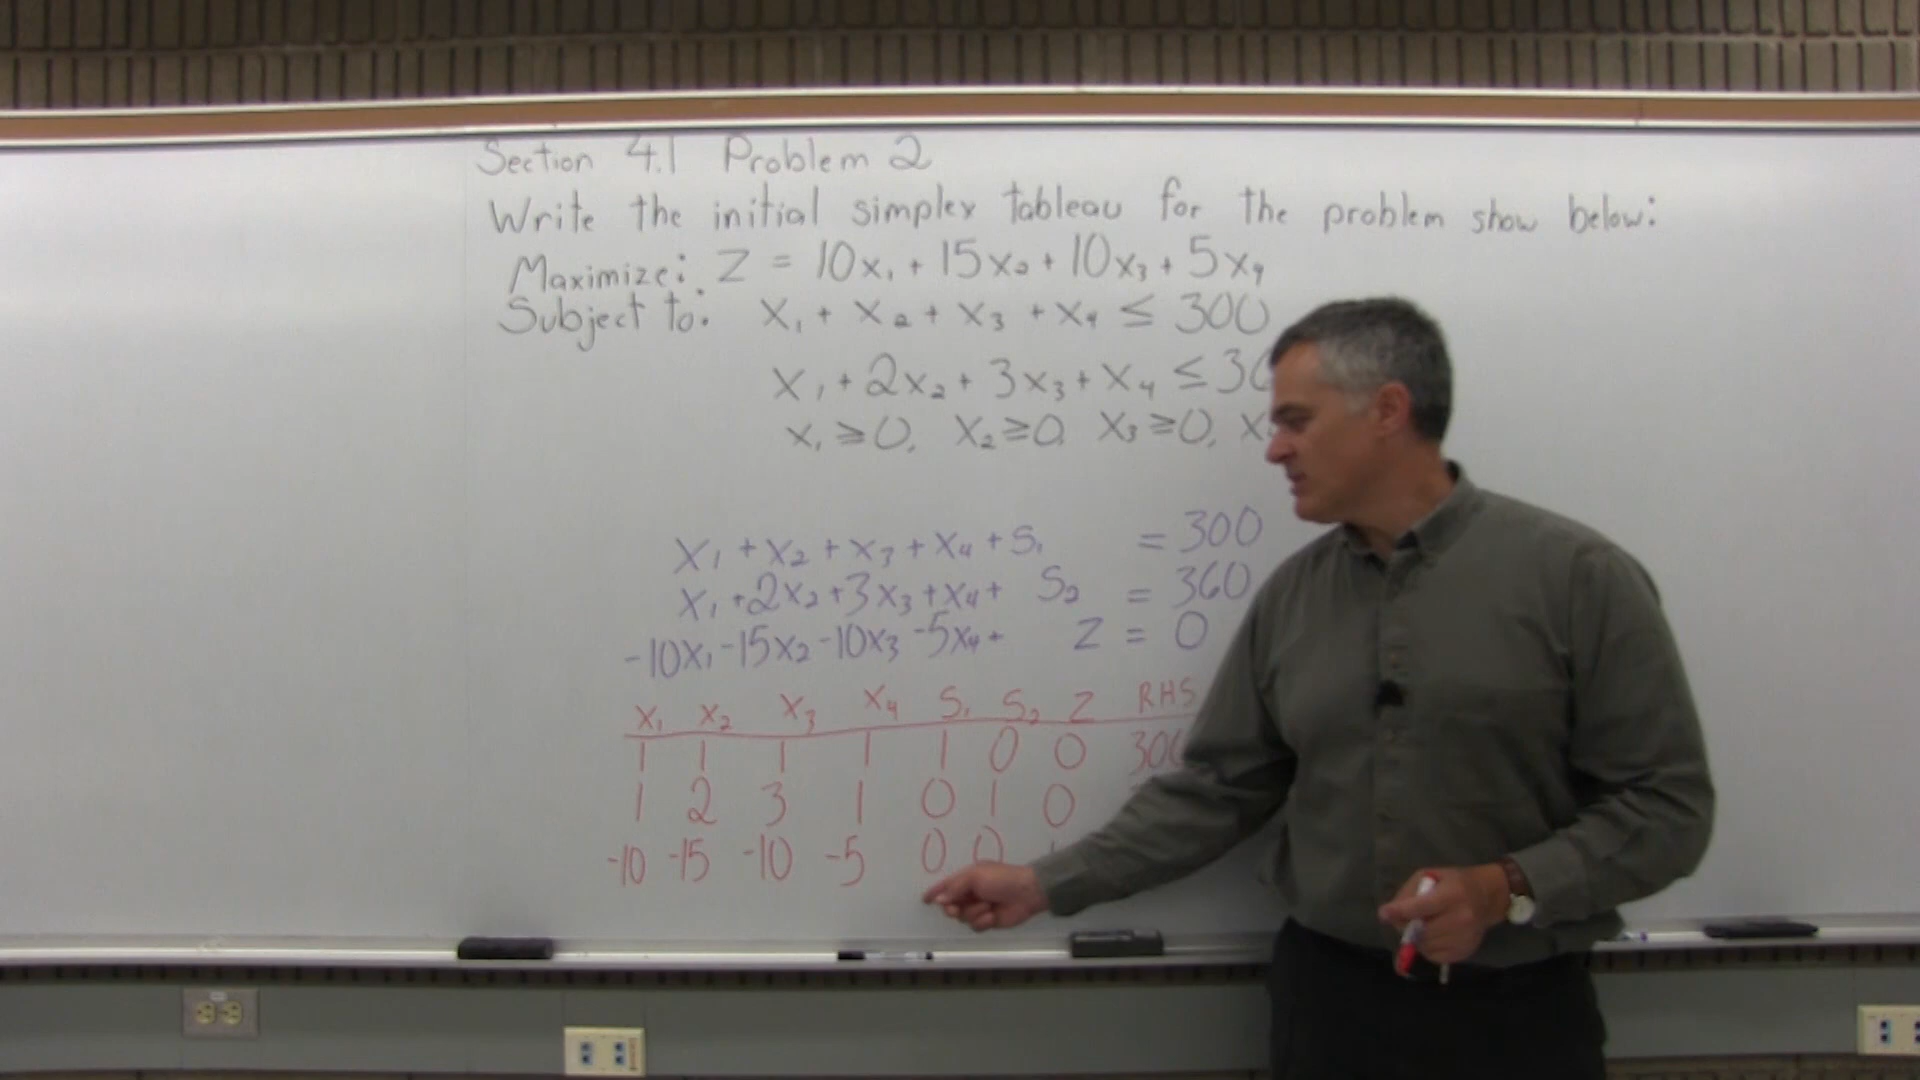 Section 4.1 Problem 2
Write the initial simplex tableau for the problem show below:
Maximize: Z = 10x₁ + 15x₂ + 10x₃ + 5x₄
Subject to: x₁ + x₂ + x₃ + x₄ ≤ 300
x₁ + 2x₂ + 3x₃ + x₄ ≤ 36
x₁ ≥ 0, x₂ ≥ 0, x₃ ≥ 0, x
x₁ + x₂ + x₃ + x₄ + s₁ = 300
x₁ + 2x₂ + 3x₃ + x₄ + s₂ = 360
-10x₁ - 15x₂ - 10x₃ - 5x₄ + z = 0
x₁ x₂ x₃ x₄ s₁ s₂ z RHS
1 1 1 1 1 0 0 300
1 2 3 1 0 1 0
-10 -15 -10 -5 0 0